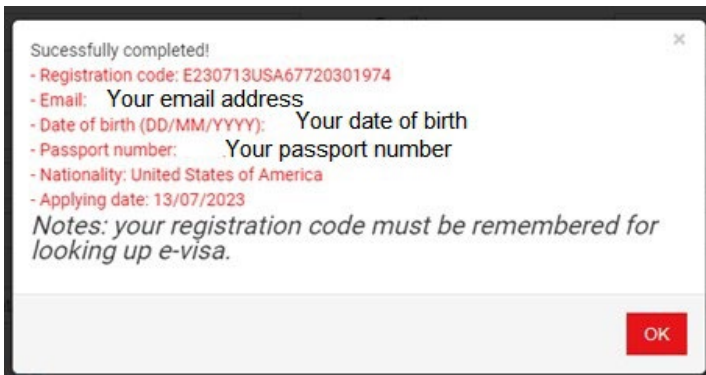 Sucessfully completed!
- Registration code: E230713USA67720301974
- Email: Your email address
- Date of birth (DD/MM/YYYY): Your date of birth
- Passport number: Your passport number
- Nationality: United States of America
- Applying date: 13/07/2023
Notes: your registration code must be remembered for
looking up e-visa.
OK